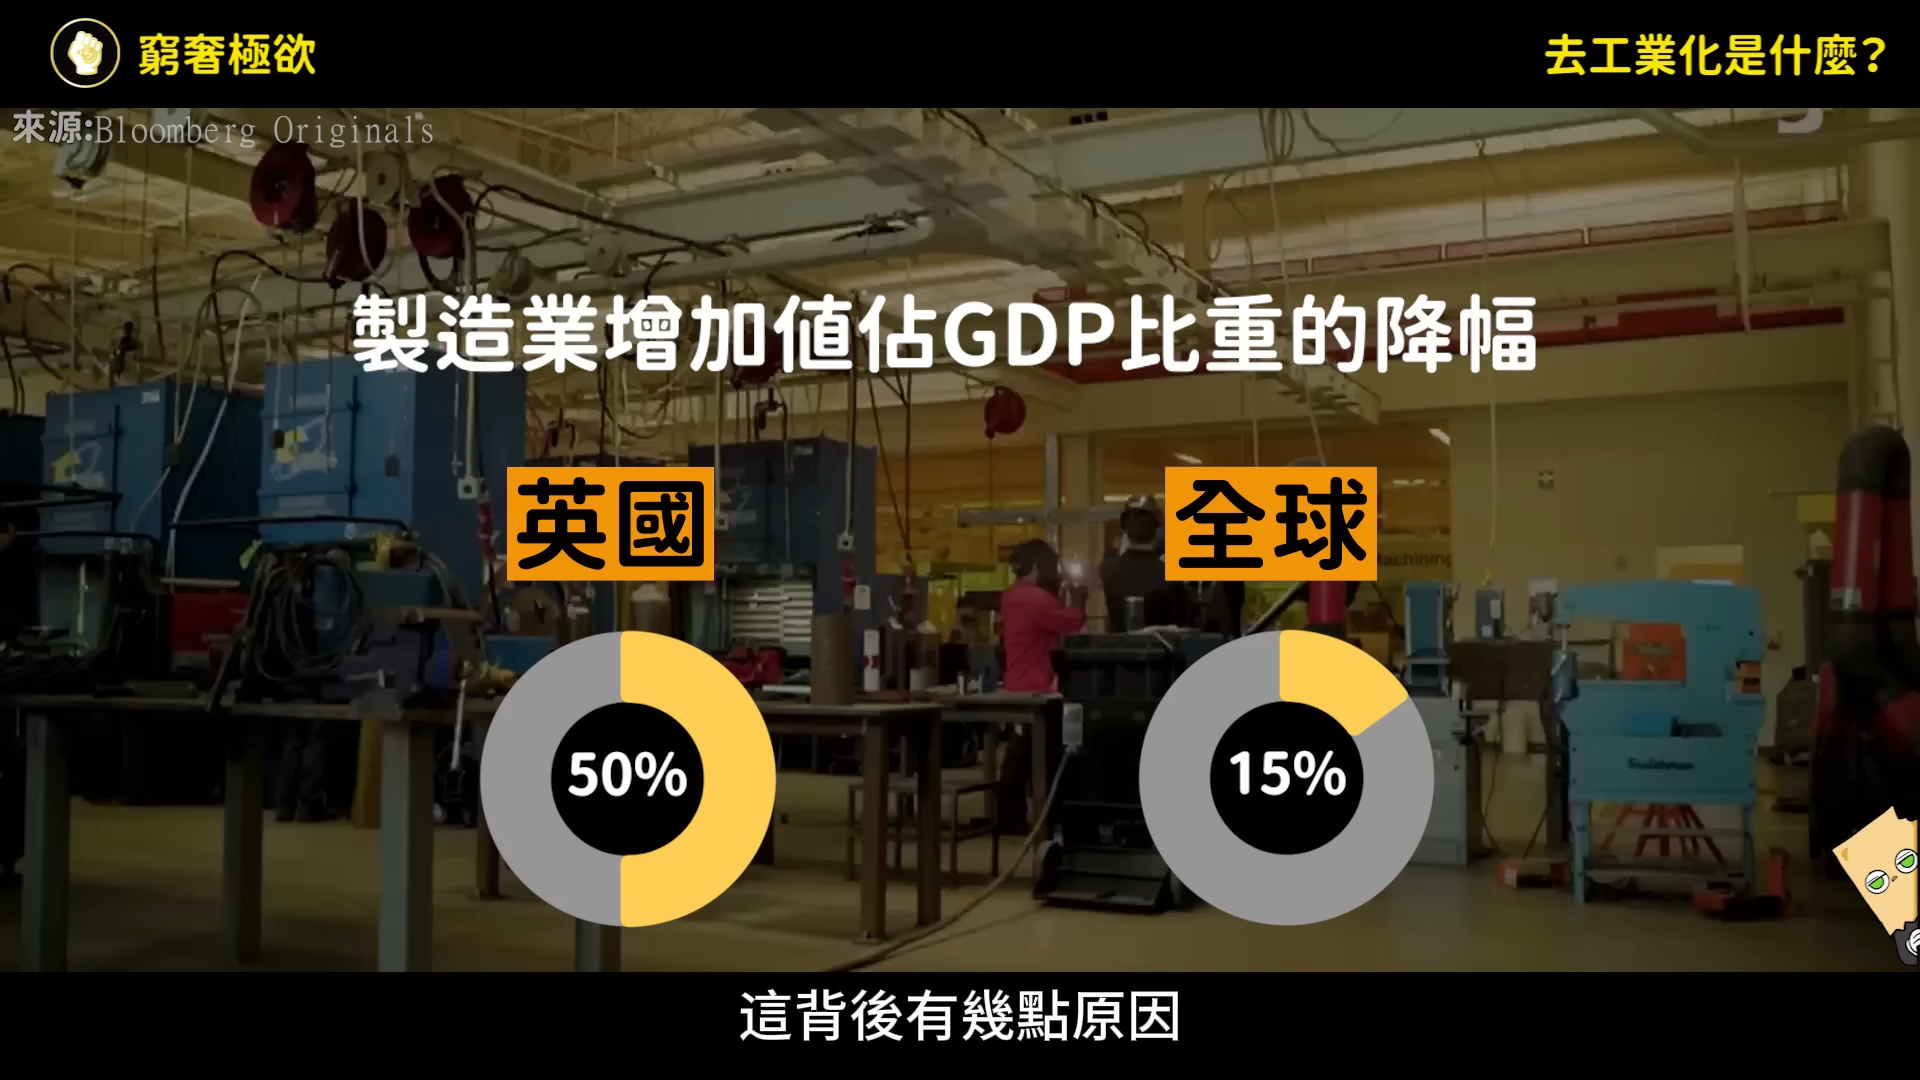 窮奢極欲
去工業化是什麼?
來源:Bloomberg Originals
製造業增加值佔GDP比重的降幅
英國
全球
50%
15%
這背後有幾點原因